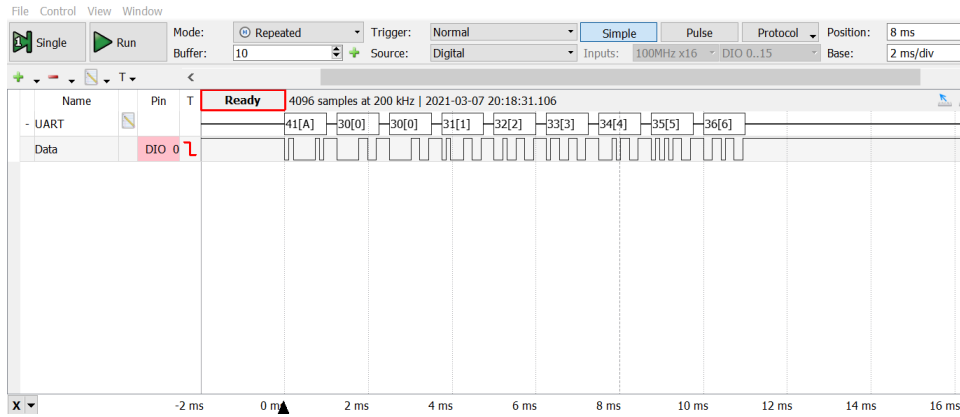 File Control View Window
Single Run Mode: Repeated Trigger: Normal Simple Pulse Protocol Position: 8 ms
Buffer: 10 Source: Digital Inputs: 100MHz x16 DIO 0..15 Base: 2 ms/div
T
Name Pin T Ready 4096 samples at 200 kHz | 2021-03-07 20:18:31.106
- UART 41[A] 30[0] 30[0] 31[1] 32[2] 33[3] 34[4] 35[5] 36[6]
Data DIO 0
X -2 ms 0 ms 2 ms 4 ms 6 ms 8 ms 10 ms 12 ms 14 ms 16 ms